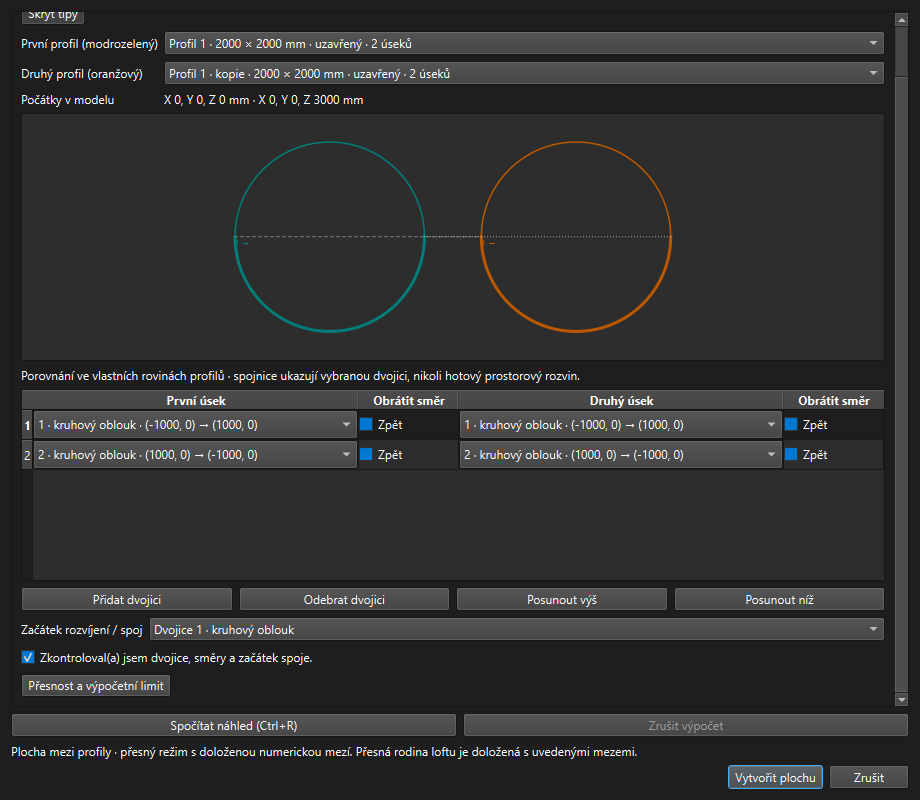 Skrýt tipy
První profil (modrozelený) Profil 1 · 2000 × 2000 mm · uzavřený · 2 úseků
Druhý profil (oranžový) Profil 1 · kopie · 2000 × 2000 mm · uzavřený · 2 úseků
Počátky v modelu X 0, Y 0, Z 0 mm · X 0, Y 0, Z 3000 mm
Porovnání ve vlastních rovinách profilů · spojnice ukazují vybranou dvojici, nikoli hotový prostorový rozvin.
První úsek Obrátit směr Druhý úsek Obrátit směr
1 1 · kruhový oblouk · (-1000, 0) → (1000, 0) Zpět 1 · kruhový oblouk · (-1000, 0) → (1000, 0) Zpět
2 2 · kruhový oblouk · (1000, 0) → (-1000, 0) Zpět 2 · kruhový oblouk · (1000, 0) → (-1000, 0) Zpět
Přidat dvojici Odebrat dvojici Posunout výš Posunout níž
Začátek rozvíjení / spoj Dvojice 1 · kruhový oblouk
Zkontroloval(a) jsem dvojice, směry a začátek spoje.
Přesnost a výpočetní limit
Spočítat náhled (Ctrl+R) Zrušit výpočet
Plocha mezi profily · přesný režim s doloženou numerickou mezí. Přesná rodina loftu je doložená s uvedenými mezemi.
Vytvořit plochu Zrušit